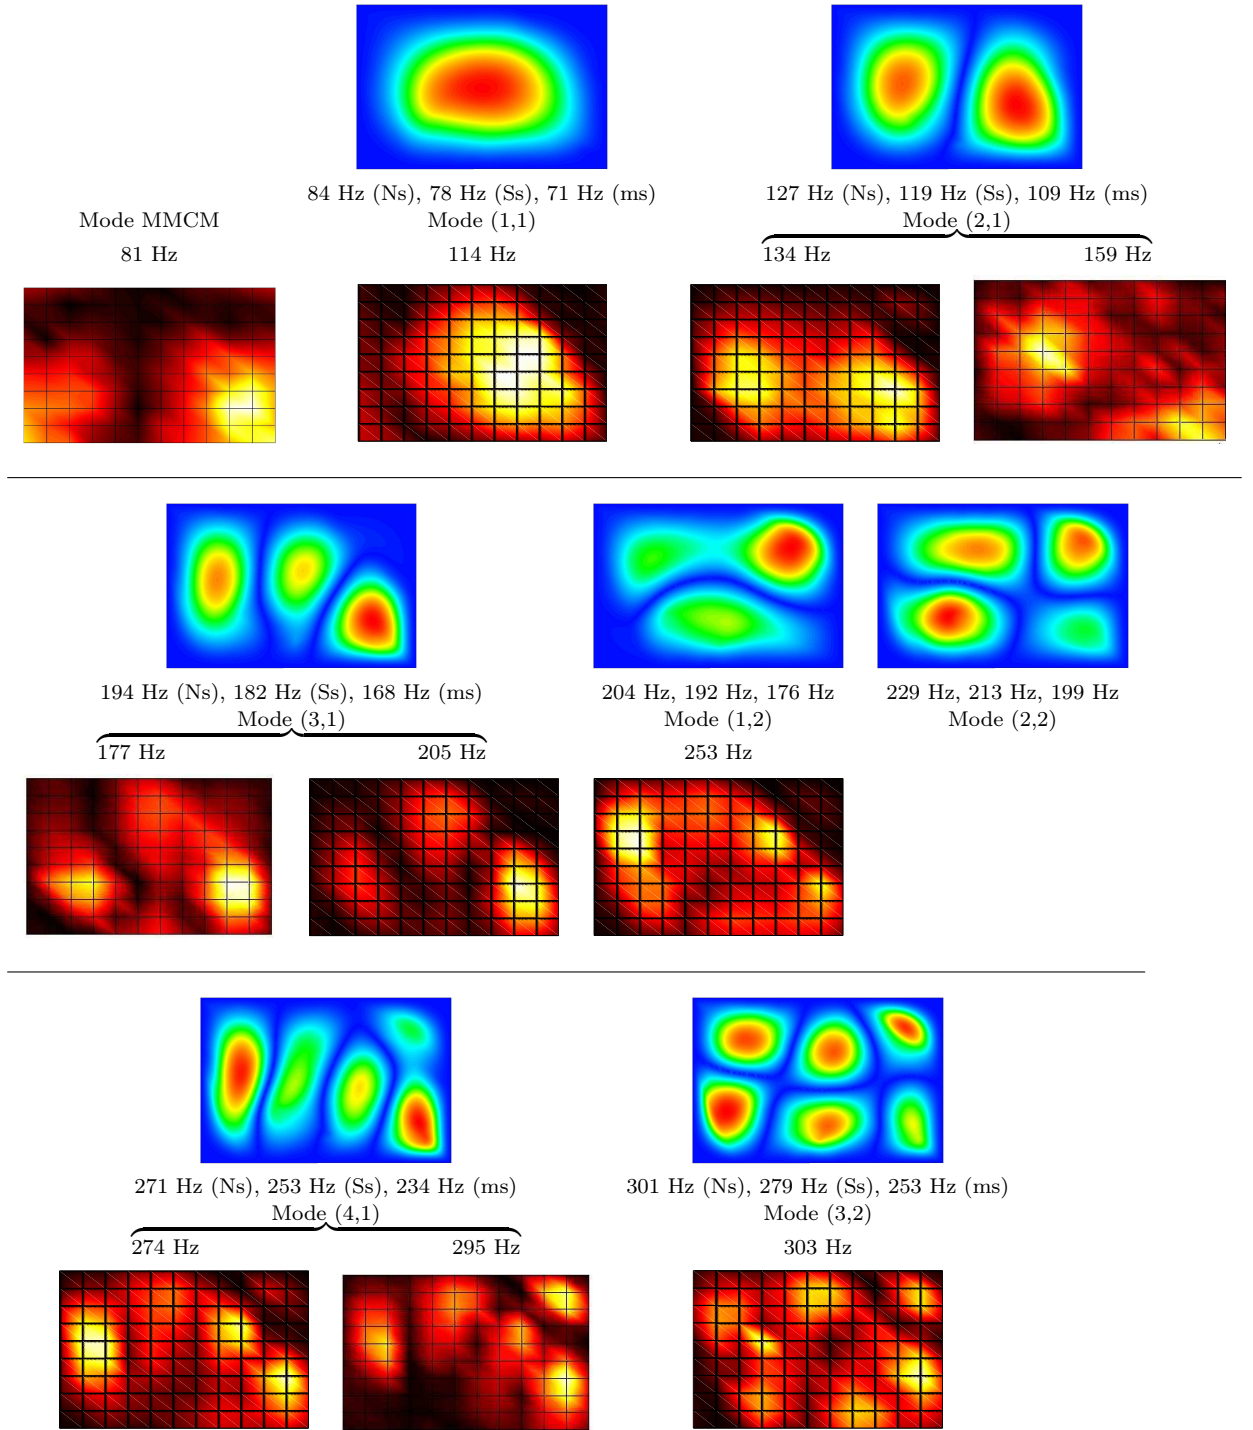 84 Hz (Ns), 78 Hz (Ss), 71 Hz (ms)
127 Hz (Ns), 119 Hz (Ss), 109 Hz (ms)
Mode MMCM
Mode (1,1)
Mode (2,1)
81 Hz
114 Hz
134 Hz
159 Hz
194 Hz (Ns), 182 Hz (Ss), 168 Hz (ms)
204 Hz, 192 Hz, 176 Hz
229 Hz, 213 Hz, 199 Hz
Mode (3,1)
Mode (1,2)
Mode (2,2)
177 Hz
205 Hz
253 Hz
271 Hz (Ns), 253 Hz (Ss), 234 Hz (ms)
301 Hz (Ns), 279 Hz (Ss), 253 Hz (ms)
Mode (4,1)
Mode (3,2)
274 Hz
295 Hz
303 Hz